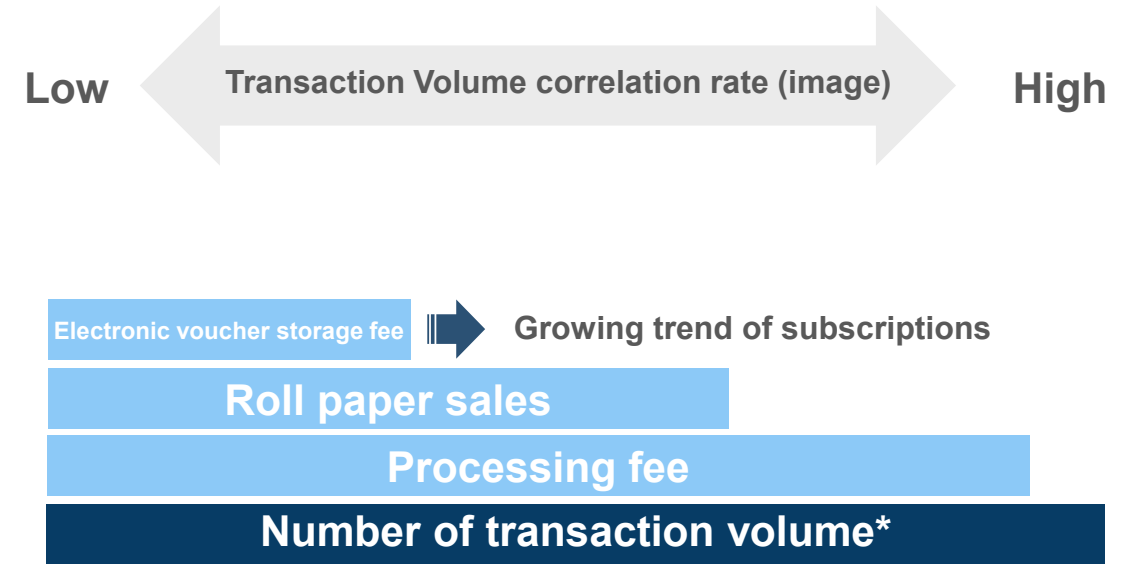 Low
Transaction Volume correlation rate (image)
High
Electronic voucher storage fee
Growing trend of subscriptions
Roll paper sales
Processing fee
Number of transaction volume*